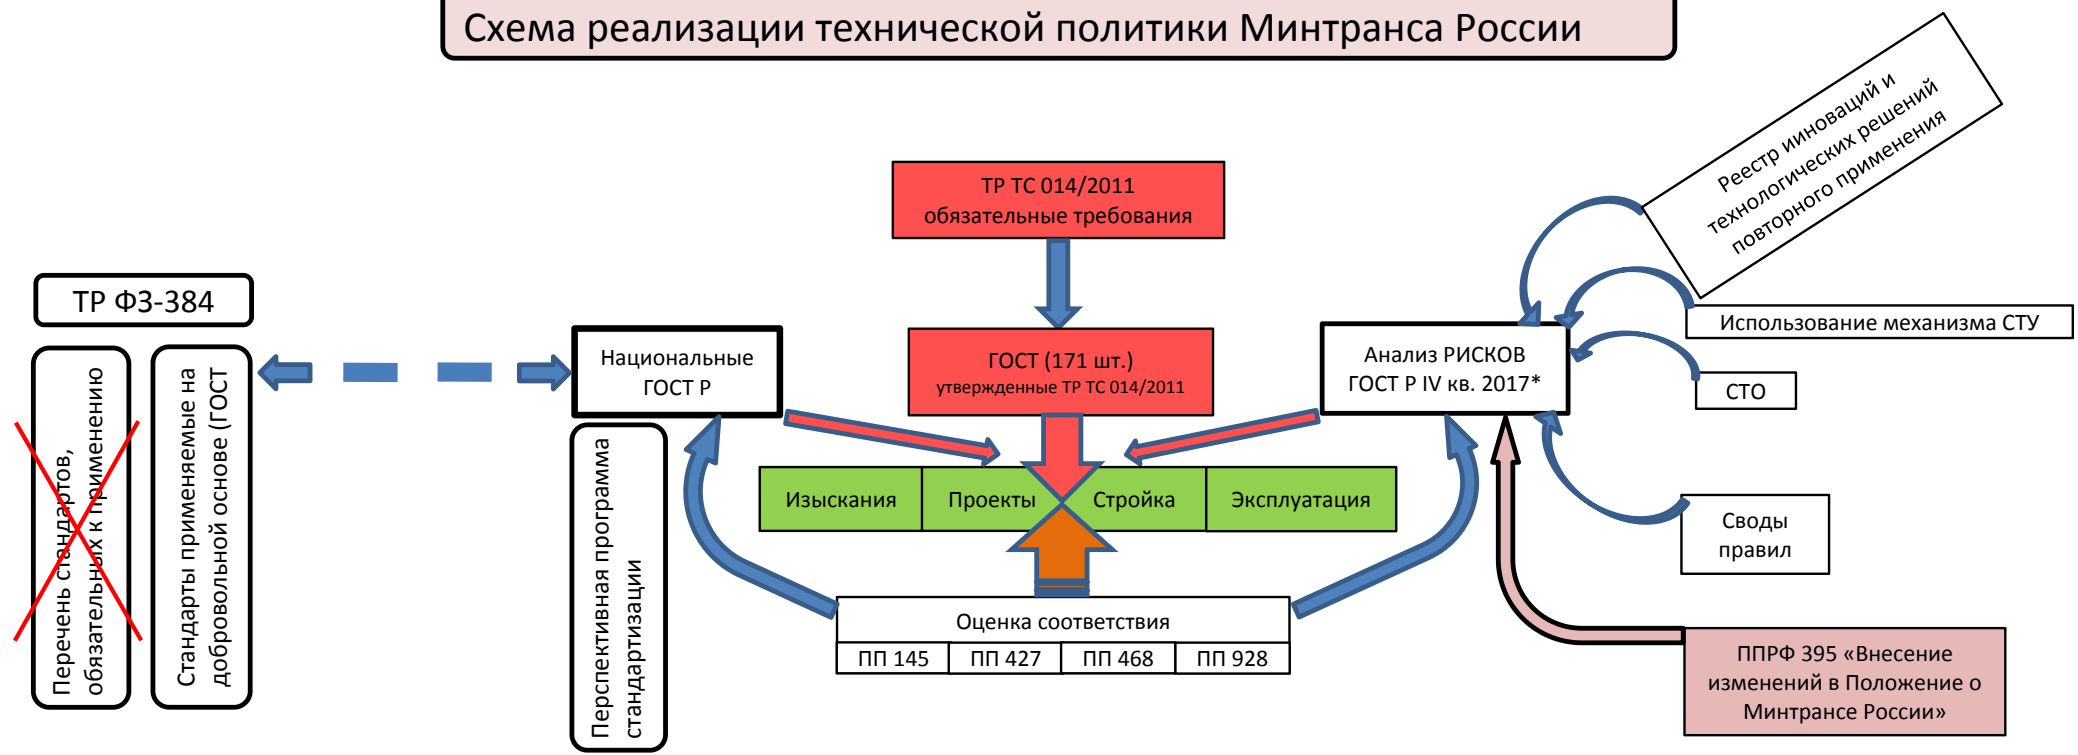 Схема реализации технической политики Минтранса России
Реестр ииноваций и
технологических решений
повторного применения
ТР ТС 014/2011
обязательные требования
ТР ФЗ-384
Использование механизма СТУ
Национальные
ГОСТ Р
ГОСТ (171 шт.)
утвержденные ТР ТС 014/2011
Анализ РИСКОВ
ГОСТ Р IV кв. 2017*
СТО
Перечень стандартов,
обязательных к применению
Стандарты применяемые на
добровольной основе (ГОСТ
Перспективная программа
стандартизации
Изыскания
Проекты
Стройка
Эксплуатация
Своды
правил
Оценка соответствия
ПП 145
ПП 427
ПП 468
ПП 928
ППРФ 395 «Внесение
изменений в Положение о
Минтрансе России»